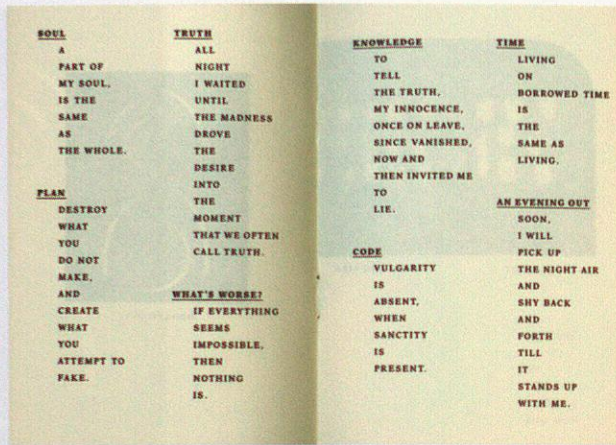 SOUL
A
PART OF
MY SOUL,
IS THE
SAME
AS
THE WHOLE.
PLAN
DESTROY
WHAT
YOU
DO NOT
MAKE,
AND
CREATE
WHAT
YOU
ATTEMPT TO
FAKE.
TRUTH
ALL
NIGHT
I WAITED
UNTIL
THE MADNESS
DROVE
THE
DESIRE
INTO
THE
MOMENT
THAT WE OFTEN
CALL TRUTH.
WHAT'S WORSE?
IF EVERYTHING
SEEMS
IMPOSSIBLE,
THEN
NOTHING
IS.
KNOWLEDGE
TO
TELL
THE TRUTH,
MY INNOCENCE,
ONCE ON LEAVE,
SINCE VANISHED,
NOW AND
THEN INVITED ME
TO
LIE.
CODE
VULGARITY
IS
ABSENT,
WHEN
SANCTITY
IS
PRESENT.
TIME
LIVING
ON
BORROWED TIME
IS
THE
SAME AS
LIVING.
AN EVENING OUT
SOON,
I WILL
PICK UP
THE NIGHT AIR
AND
SHY BACK
AND
FORTH
TILL
IT
STANDS UP
WITH ME.